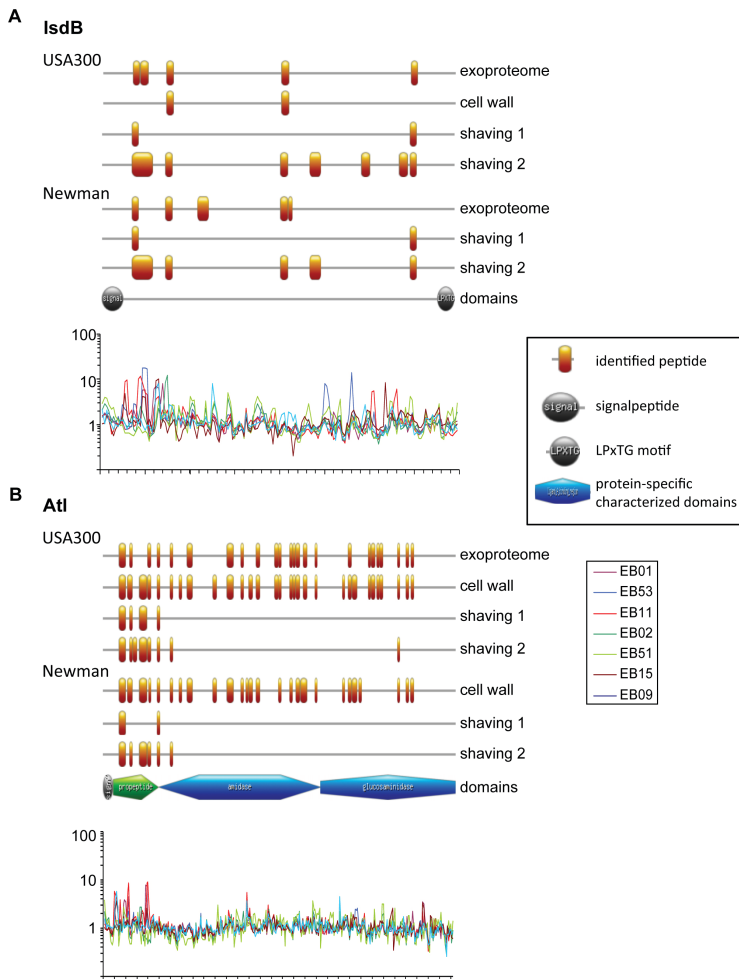 A
IsdB
USA300
exoproteome
cell wall
shaving 1
shaving 2
Newman
exoproteome
shaving 1
shaving 2
signal
LPXTG
domains
100
10
1
identified peptide
signal
signalpeptide
LPXTG
LPxTG motif
protein-specific
characterized domains
B
Atl
USA300
exoproteome
cell wall
shaving 1
shaving 2
Newman
cell wall
shaving 1
shaving 2
signal
propeptide
amidase
glucosaminidase
domains
EB01
EB53
EB11
EB02
EB51
EB15
EB09
100
10
1